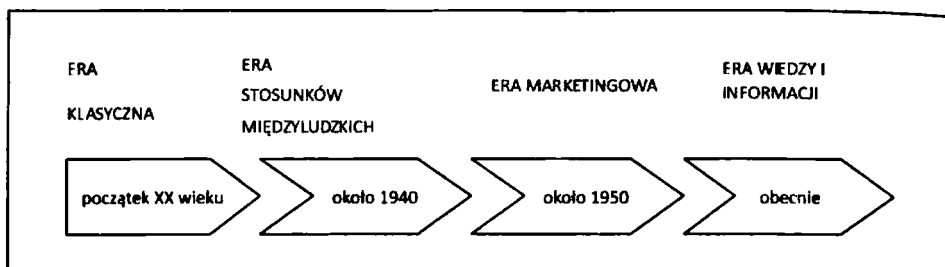 ERA
KLASYCZNA
ERA
STOSUNKÓW
MIĘDZYLUDZKICH
ERA MARKETINGOWA
ERA WIEDZY I
INFORMACJI
początek XX wieku
około 1940
około 1950
obecnie